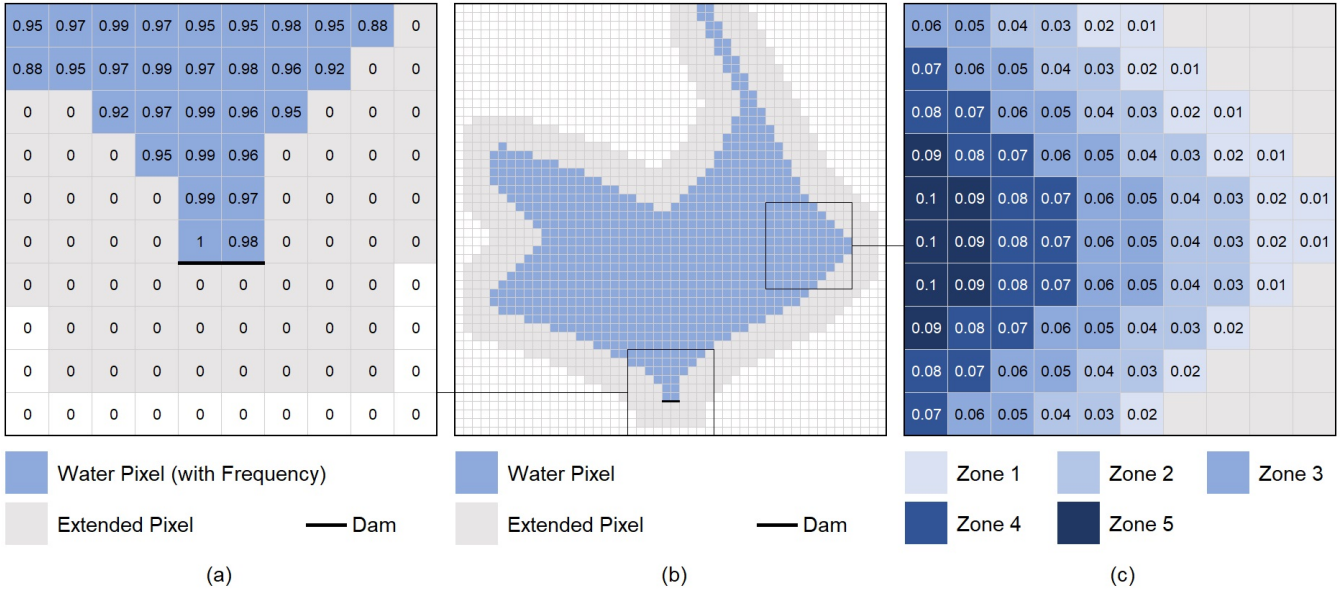 0.95 0.97 0.99 0.97 0.95 0.95 0.98 0.95 0.88 0
0.88 0.95 0.97 0.99 0.97 0.98 0.96 0.92 0 0
0 0 0.92 0.97 0.99 0.96 0.95 0 0 0
0 0 0 0.95 0.99 0.96 0 0 0 0
0 0 0 0 0.99 0.97 0 0 0 0
0 0 0 0 1 0.98 0 0 0 0
0 0 0 0 0 0 0 0 0 0
0 0 0 0 0 0 0 0 0 0
0 0 0 0 0 0 0 0 0 0
0 0 0 0 0 0 0 0 0 0
Water Pixel (with Frequency)
Extended Pixel Dam
(a)
Water Pixel
Extended Pixel Dam
(b)
0.06 0.05 0.04 0.03 0.02 0.01
0.07 0.06 0.05 0.04 0.03 0.02 0.01
0.08 0.07 0.06 0.05 0.04 0.03 0.02 0.01
0.09 0.08 0.07 0.06 0.05 0.04 0.03 0.02 0.01
0.1 0.09 0.08 0.07 0.06 0.05 0.04 0.03 0.02 0.01
0.1 0.09 0.08 0.07 0.06 0.05 0.04 0.03 0.02 0.01
0.1 0.09 0.08 0.07 0.06 0.05 0.04 0.03 0.01
0.09 0.08 0.07 0.06 0.05 0.04 0.03 0.02
0.08 0.07 0.06 0.05 0.04 0.03 0.02
0.07 0.06 0.05 0.04 0.03 0.02
Zone 1 Zone 2 Zone 3
Zone 4 Zone 5
(c)